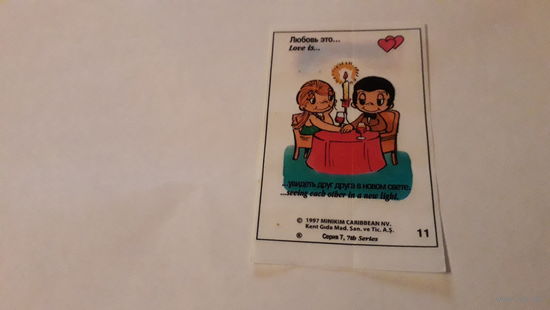 Любовь это...
Love is...
...увидеть друг друга в новом свете.
...seeing each other in a new light.
© 1997 MINIKIM CARIBBEAN NV.
Kent Gıda Mad. San. ve Tic. A.Ş.
® Серия 7, 7th Series
11